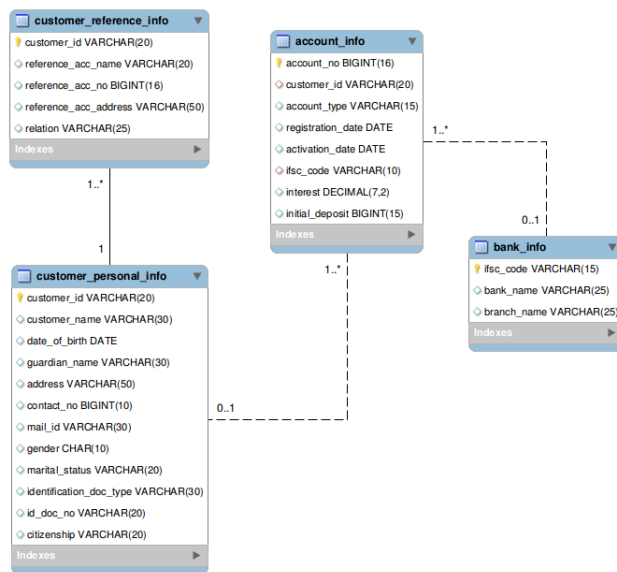 customer_reference_info
customer_id VARCHAR(20)
reference_acc_name VARCHAR(20)
reference_acc_no BIGINT(16)
reference_acc_address VARCHAR(50)
relation VARCHAR(25)
Indexes
account_info
account_no BIGINT(16)
customer_id VARCHAR(20)
account_type VARCHAR(15)
registration_date DATE
activation_date DATE
ifsc_code VARCHAR(10)
interest DECIMAL(7,2)
initial_deposit BIGINT(15)
Indexes
1..*
0..1
1..*
1
bank_info
ifsc_code VARCHAR(15)
bank_name VARCHAR(25)
branch_name VARCHAR(25)
Indexes
customer_personal_info
customer_id VARCHAR(20)
customer_name VARCHAR(30)
date_of_birth DATE
guardian_name VARCHAR(30)
address VARCHAR(50)
contact_no BIGINT(10)
mail_id VARCHAR(30)
gender CHAR(10)
marital_status VARCHAR(20)
identification_doc_type VARCHAR(30)
id_doc_no VARCHAR(20)
citizenship VARCHAR(20)
Indexes
1..*
0..1